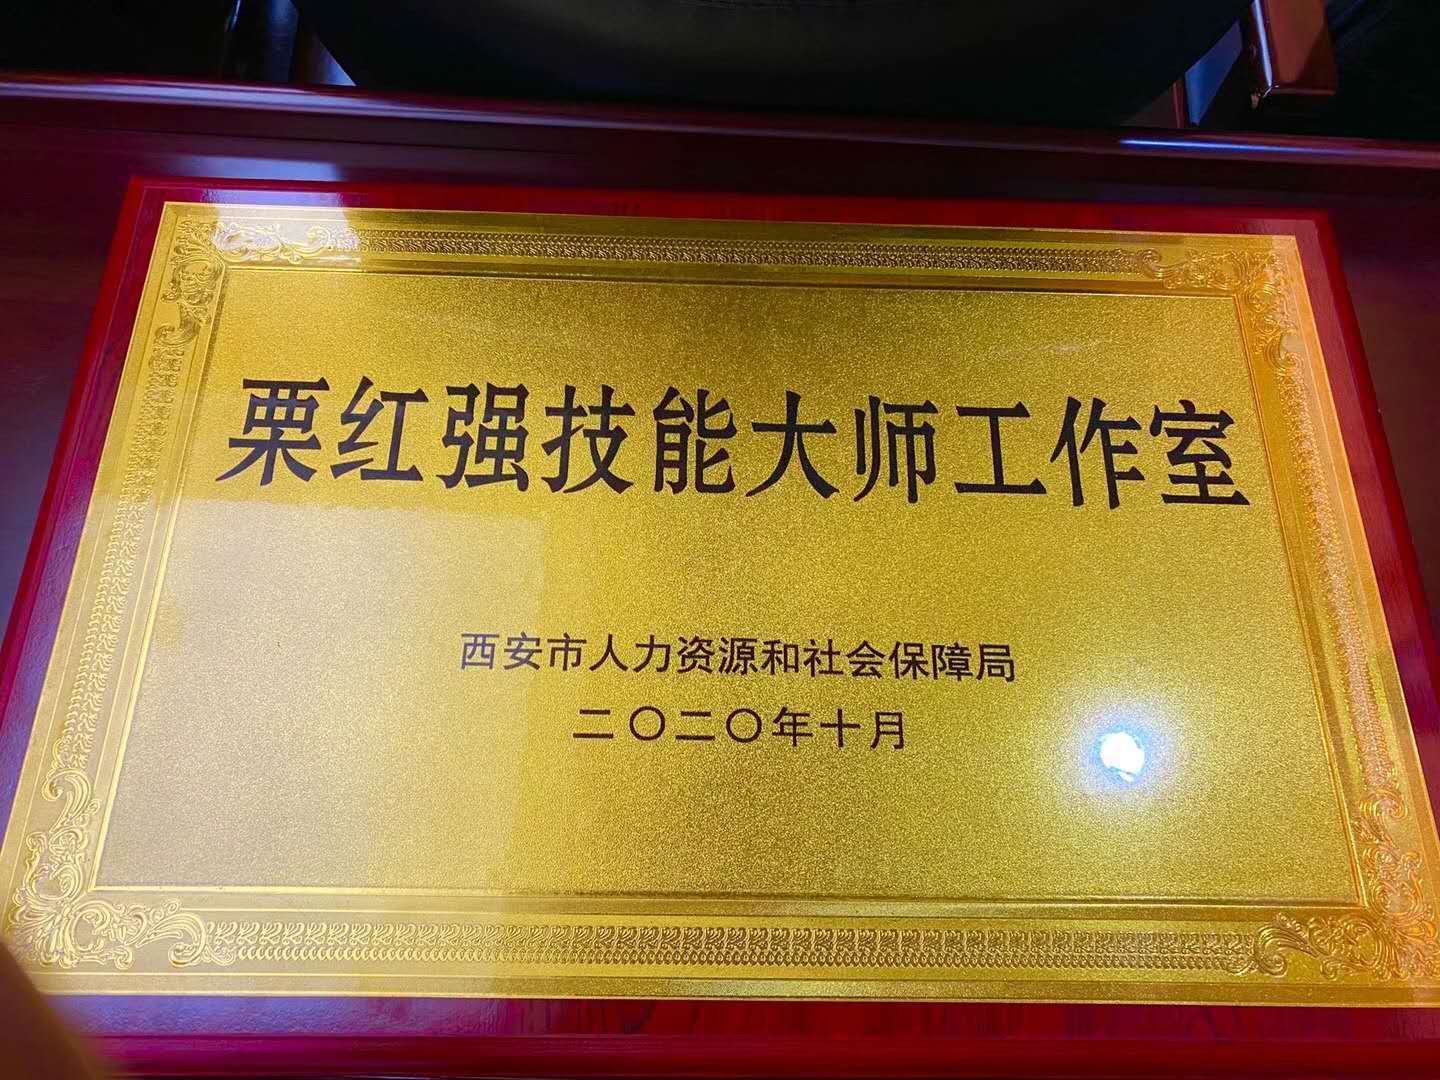 栗红强技能大师工作室
西安市人力资源和社会保障局
二〇二〇年十月